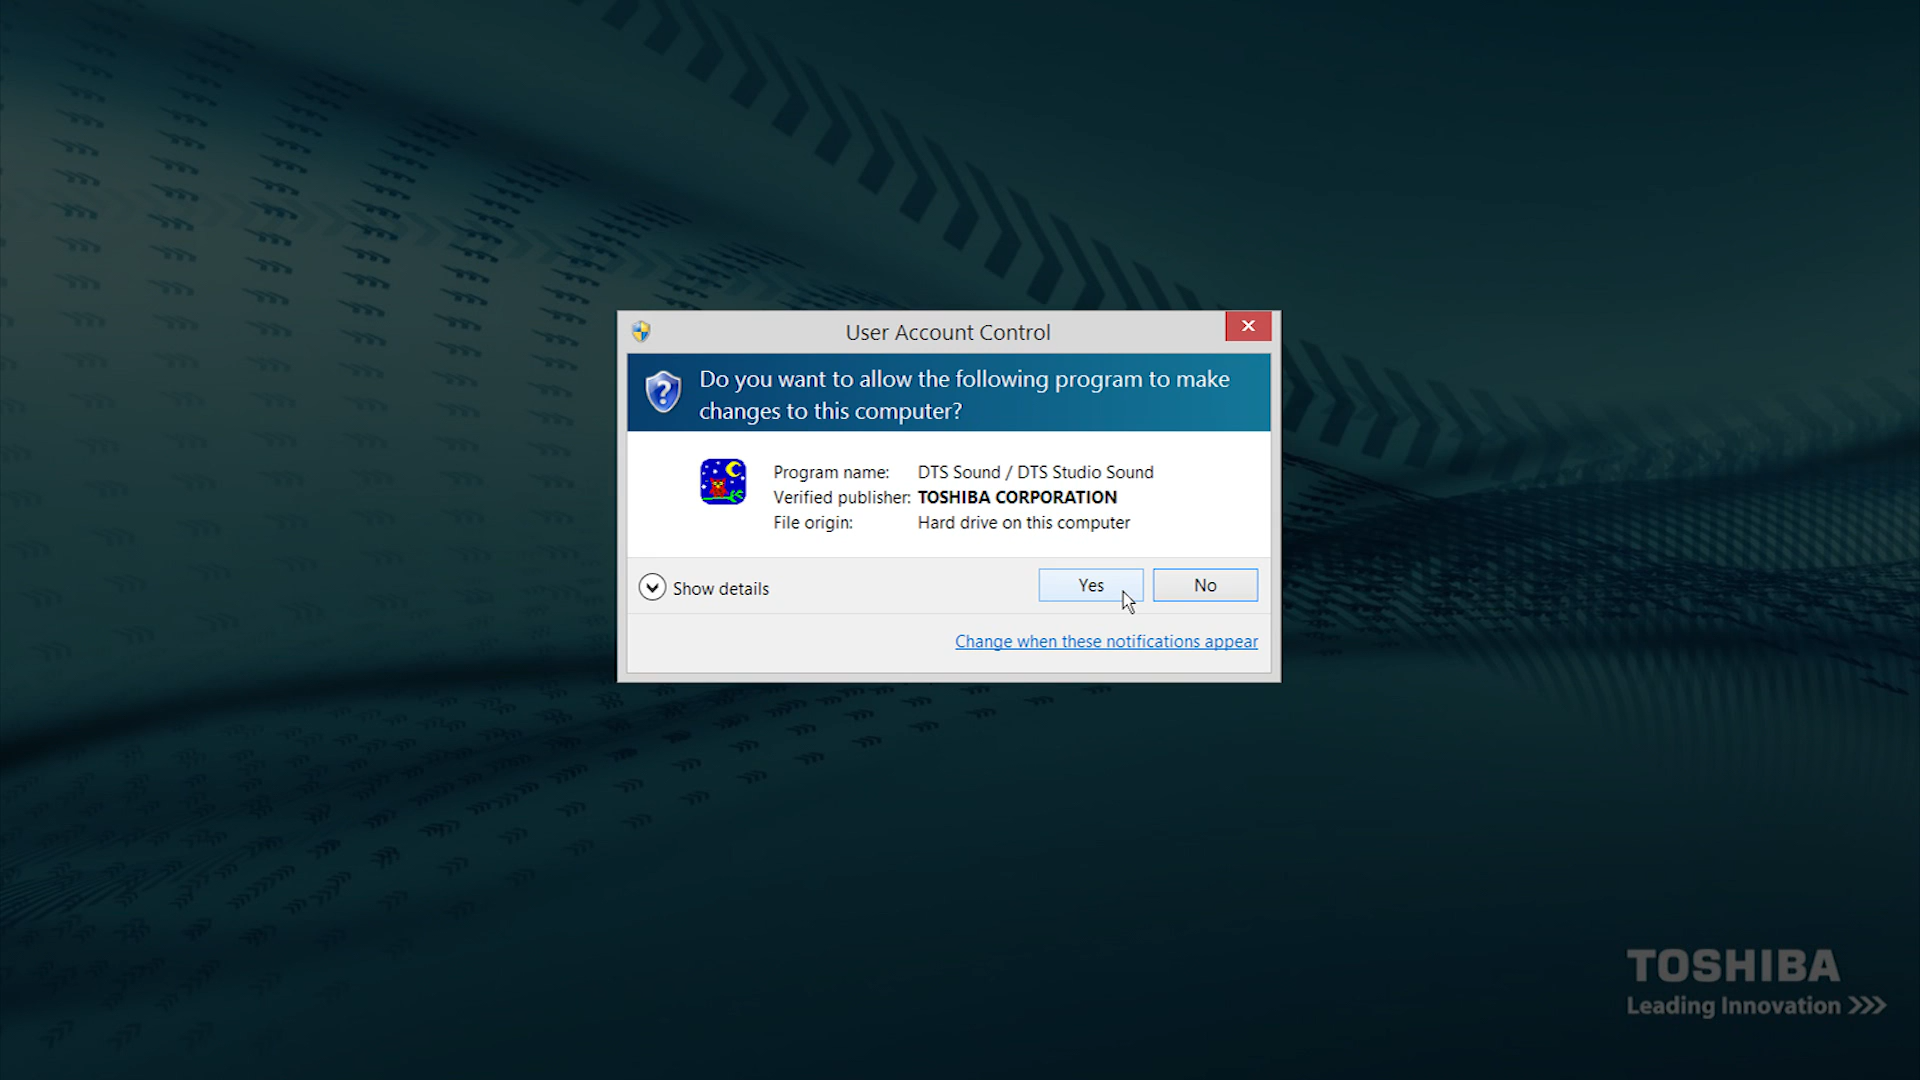 User Account Control
Do you want to allow the following program to make
changes to this computer?
Program name: DTS Sound / DTS Studio Sound
Verified publisher: TOSHIBA CORPORATION
File origin: Hard drive on this computer
Show details
Yes
No
Change when these notifications appear
TOSHIBA
Leading Innovation >>>